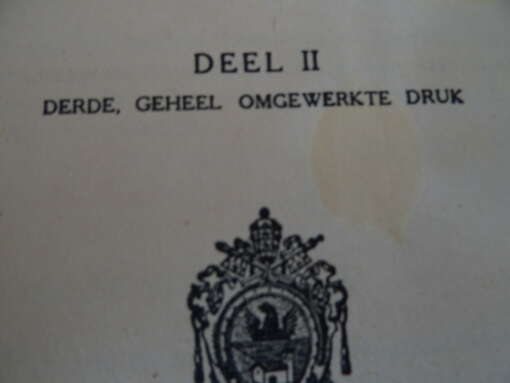 DEEL II
DERDE, GEHEEL OMGEWERKTE DRUK